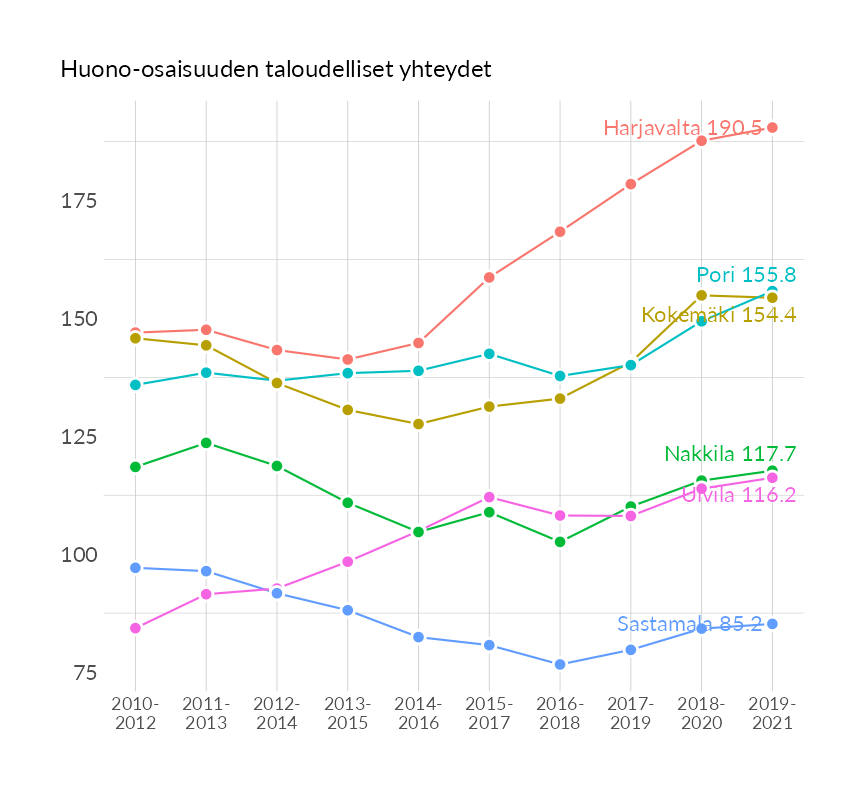 Huono-osaisuuden taloudelliset yhteydet
Harjavalta 190.5
175
Pori 155.8
150
Kokemäki 154.4
125
Nakkila 117.7
Ulvila 116.2
100
Sastamala 85.2
75
2010- 2011- 2012- 2013- 2014- 2015- 2016- 2017- 2018- 2019-
2012 2013 2014 2015 2016 2017 2018 2019 2020 2021